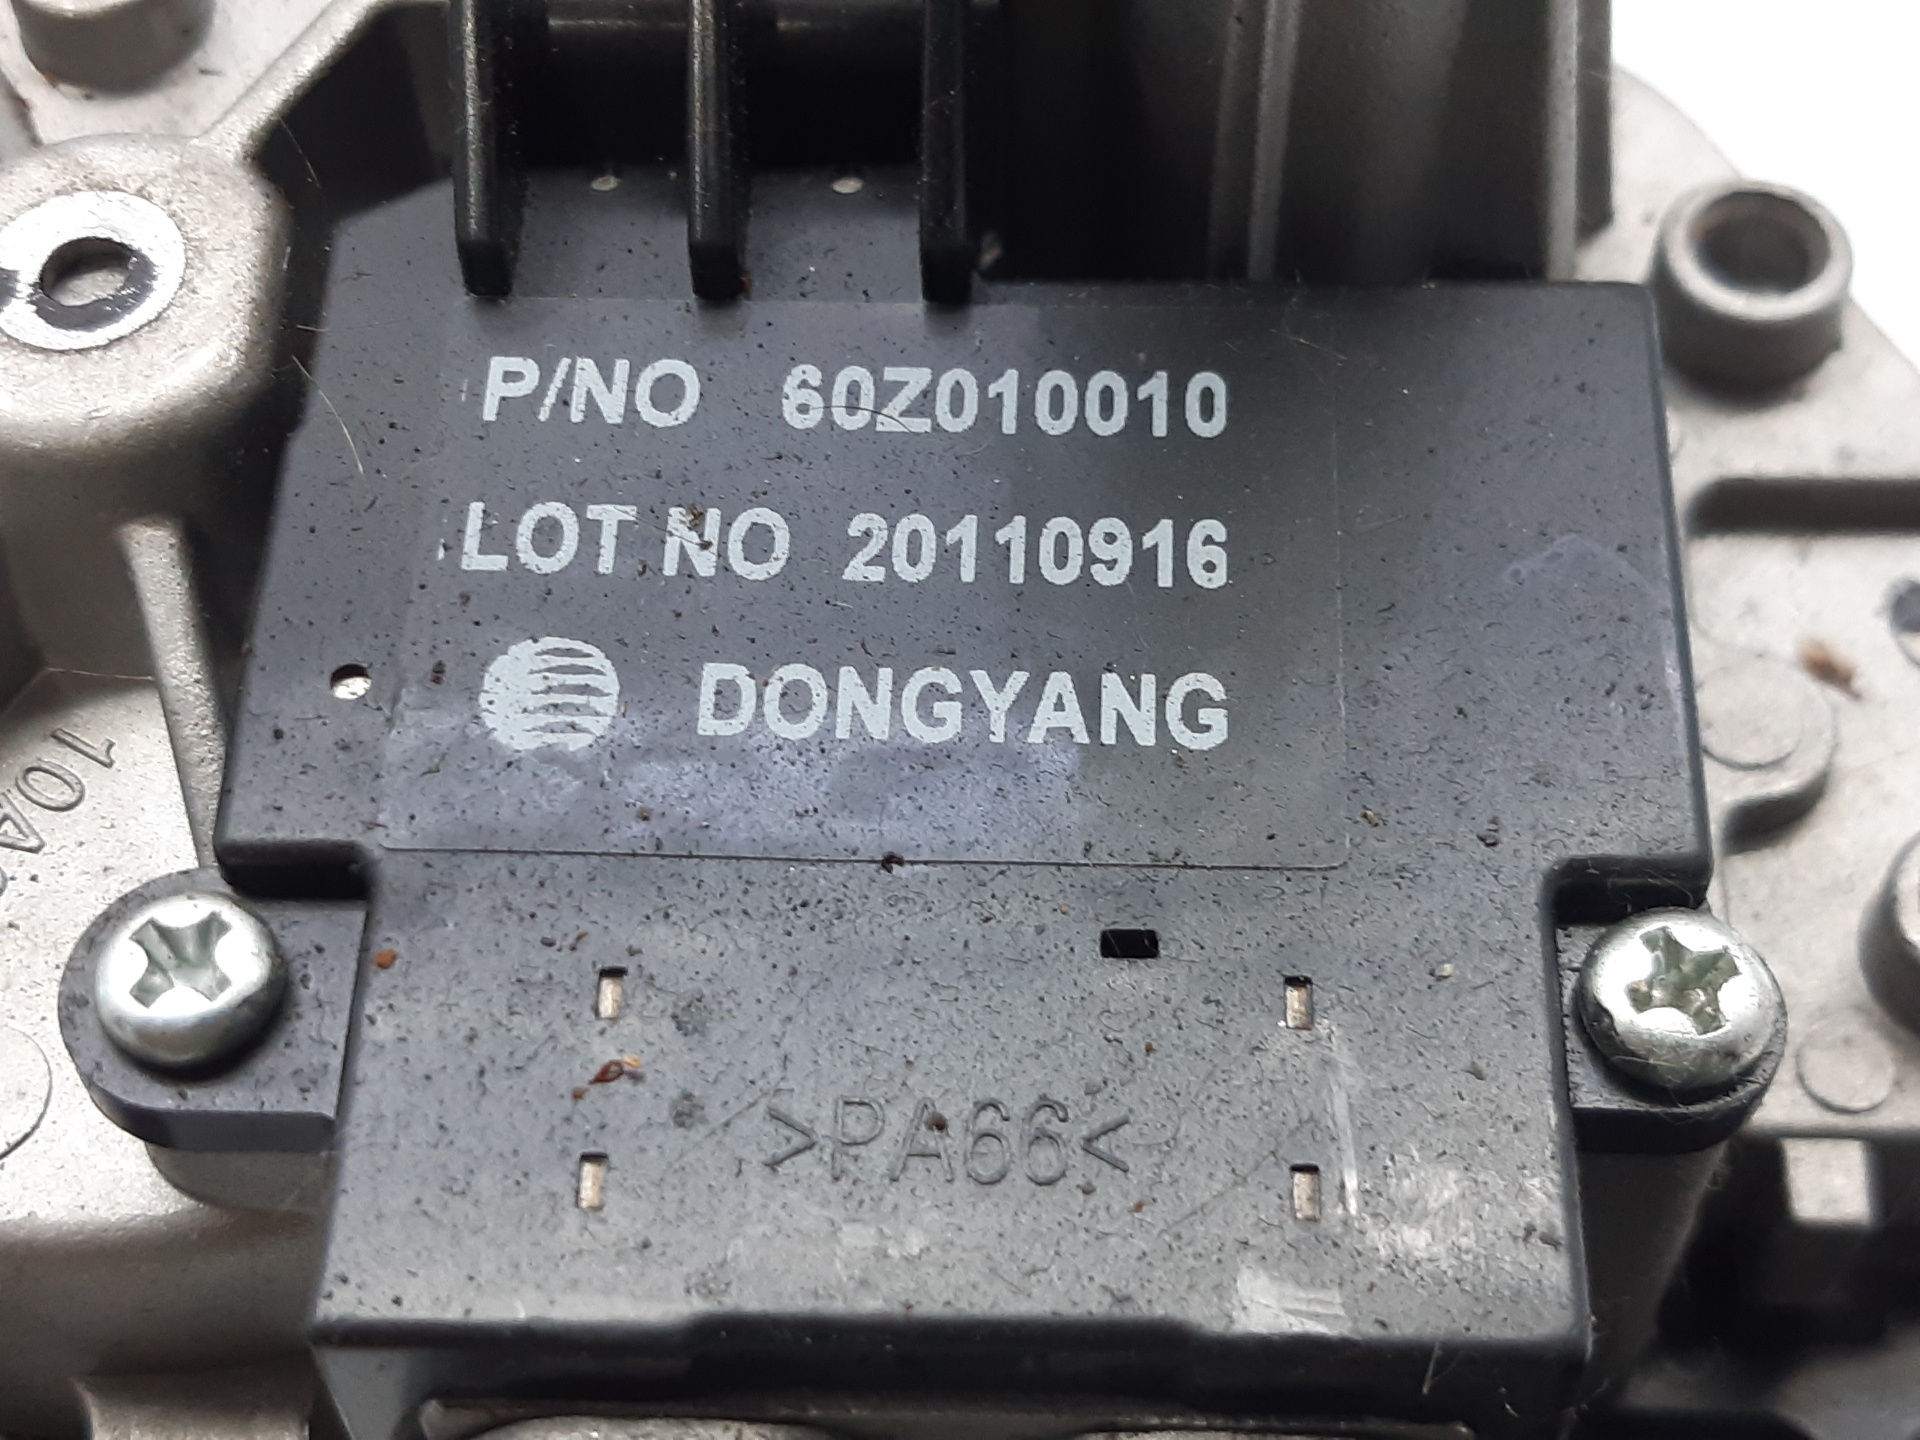 P/NO 60Z010010
LOT NO 20110916
DONGYANG
>PA66<